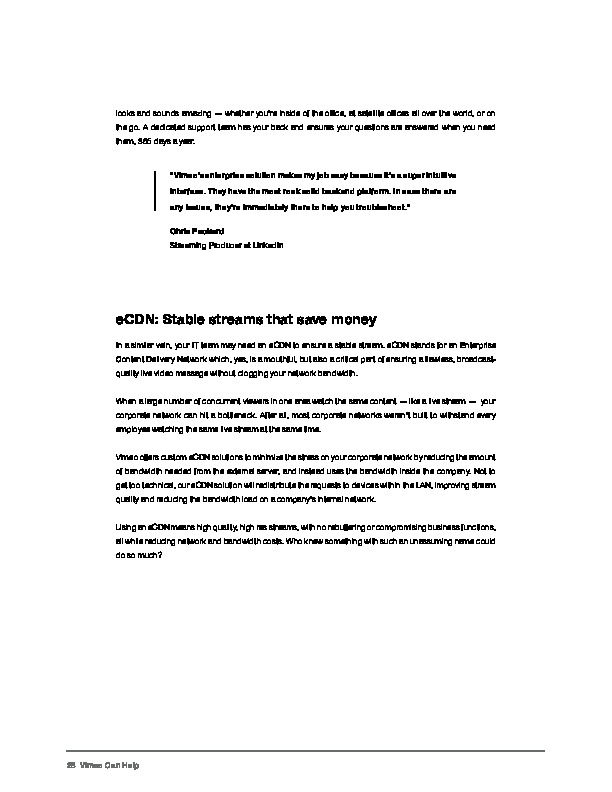 looks and sounds amazing — whether you're inside of the office, at satellite offices all over the world, or on
the go. A dedicated support team has your back and ensures your questions are answered when you need
them, 365 days a year.
"Vimeo's enterprise solution makes my job easy because it's a super intuitive
interface. They have the most rock solid backend platform. In case there are
any issues, they're immediately there to help you troubleshoot."
Chris Packard
Streaming Producer at LinkedIn
eCDN: Stable streams that save money
In a similar vein, your IT team may need an eCDN to ensure a stable stream. eCDN stands for an Enterprise
Content Delivery Network which, yes, is a mouthful, but also a critical part of ensuring a flawless, broadcast-
quality live video message without clogging your network bandwidth.
When a large number of concurrent viewers in one area watch the same content — like a live stream — your
corporate network can hit a bottleneck. After all, most corporate networks weren't built to withstand every
employee watching the same live stream at the same time.
Vimeo offers custom eCDN solutions to minimize the stress on your corporate network by reducing the amount
of bandwidth needed from the external server, and instead uses the bandwidth inside the company. Not to
get too technical, our eCDN solution will redistribute the requests to devices within the LAN, improving stream
quality and reducing the bandwidth load on a company's internal network.
Using an eCDN means high quality, high res streams, with no rebuffering or compromising business functions,
all while reducing network and bandwidth costs. Who knew something with such an unassuming name could
do so much?
Vimeo Can Help